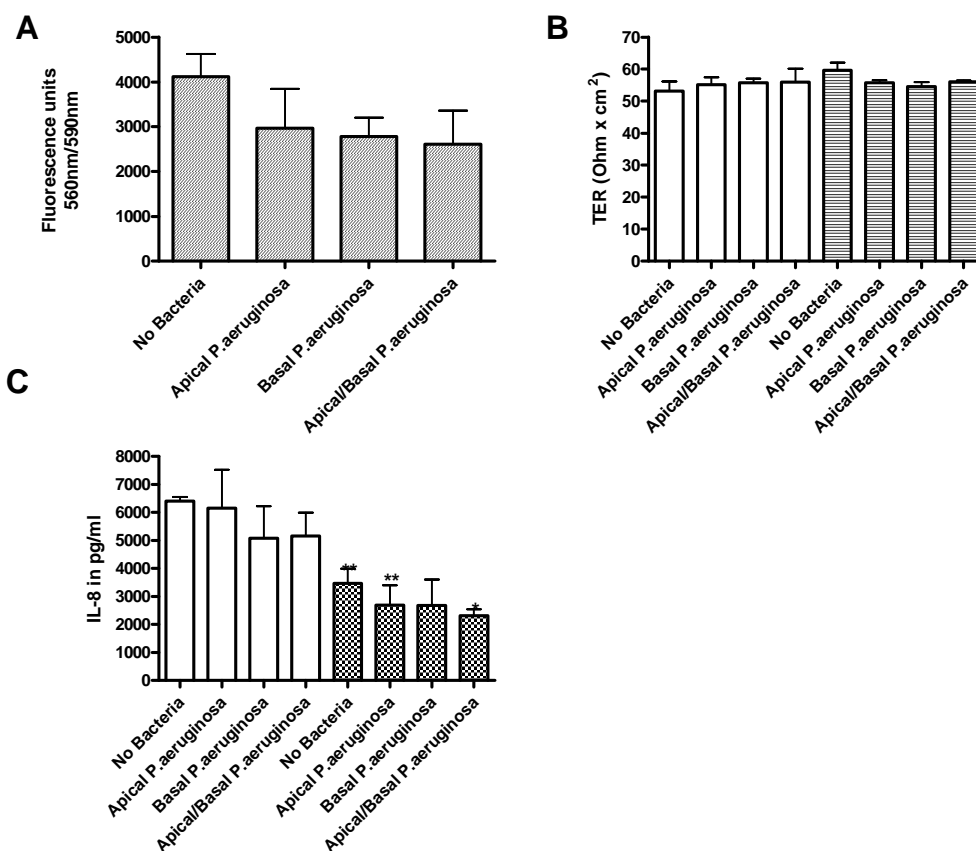 A
Fluorescence units
560nm/590nm
5000
4000
3000
2000
1000
0
No Bacteria
Apical P.aeruginosa
Basal P.aeruginosa
Apical/Basal P.aeruginosa
B
TER (Ohm x cm²)
70
60
50
40
30
20
10
0
No Bacteria
Apical P.aeruginosa
Basal P.aeruginosa
Apical/Basal P.aeruginosa
No Bacteria
Apical P.aeruginosa
Basal P.aeruginosa
Apical/Basal P.aeruginosa
C
IL-8 in pg/ml
8000
7000
6000
5000
4000
3000
2000
1000
0
**
**
*
No Bacteria
Apical P.aeruginosa
Basal P.aeruginosa
Apical/Basal P.aeruginosa
No Bacteria
Apical P.aeruginosa
Basal P.aeruginosa
Apical/Basal P.aeruginosa